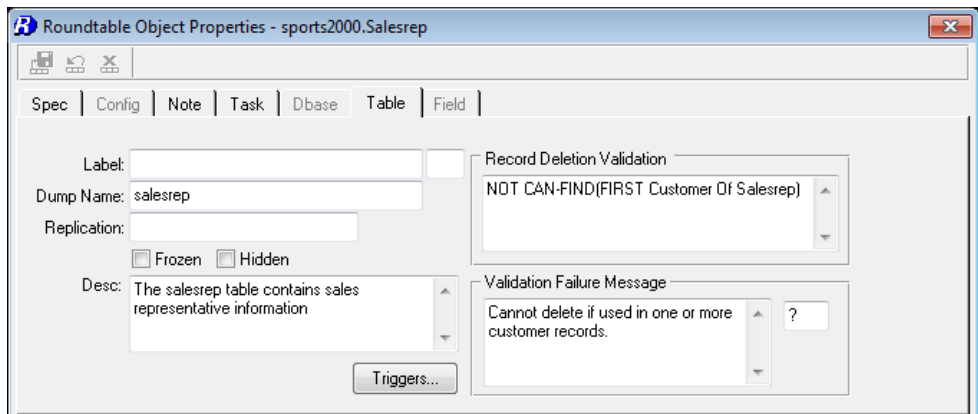 Roundtable Object Properties - sports2000.Salesrep
Spec Config Note Task Dbase Table Field
Label:
Dump Name: salesrep
Replication:
Frozen Hidden
Desc: The salesrep table contains sales
representative information
Triggers...
Record Deletion Validation
NOT CAN-FIND(FIRST Customer Of Salesrep)
Validation Failure Message
Cannot delete if used in one or more
customer records.
?